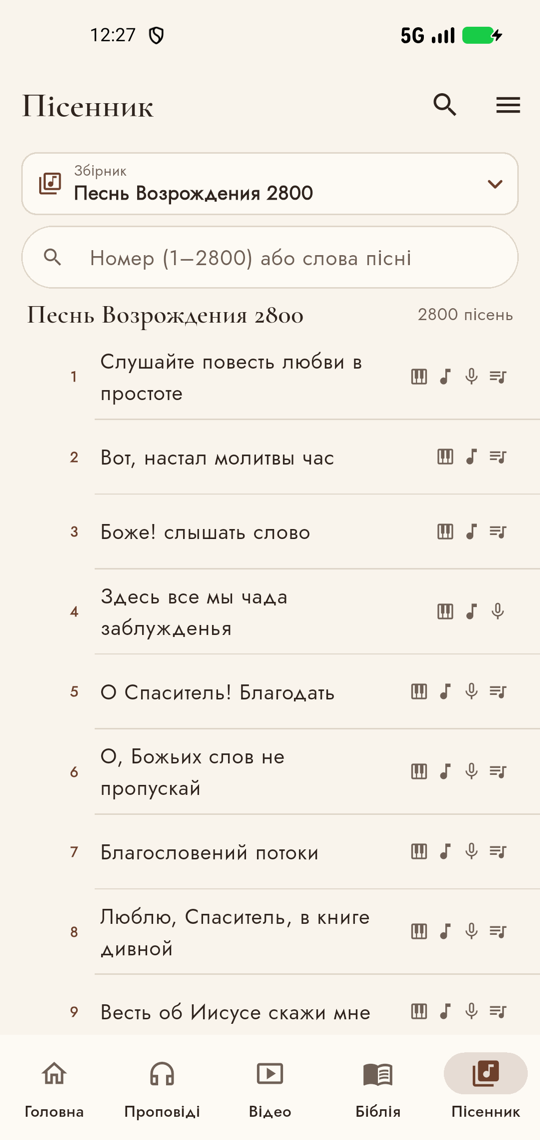 12:27
5G
Пісенник
Збірник
Песнь Возрождения 2800
Номер (1–2800) або слова пісні
Песнь Возрождения 2800 2800 пісень
1 Слушайте повесть любви в
простоте
2 Вот, настал молитвы час
3 Боже! слышать слово
4 Здесь все мы чада
заблужденья
5 О Спаситель! Благодать
6 О, Божьих слов не
пропускай
7 Благословений потоки
8 Люблю, Спаситель, в книге
дивной
9 Весть об Иисусе скажи мне
Головна Проповіді Відео Біблія Пісенник